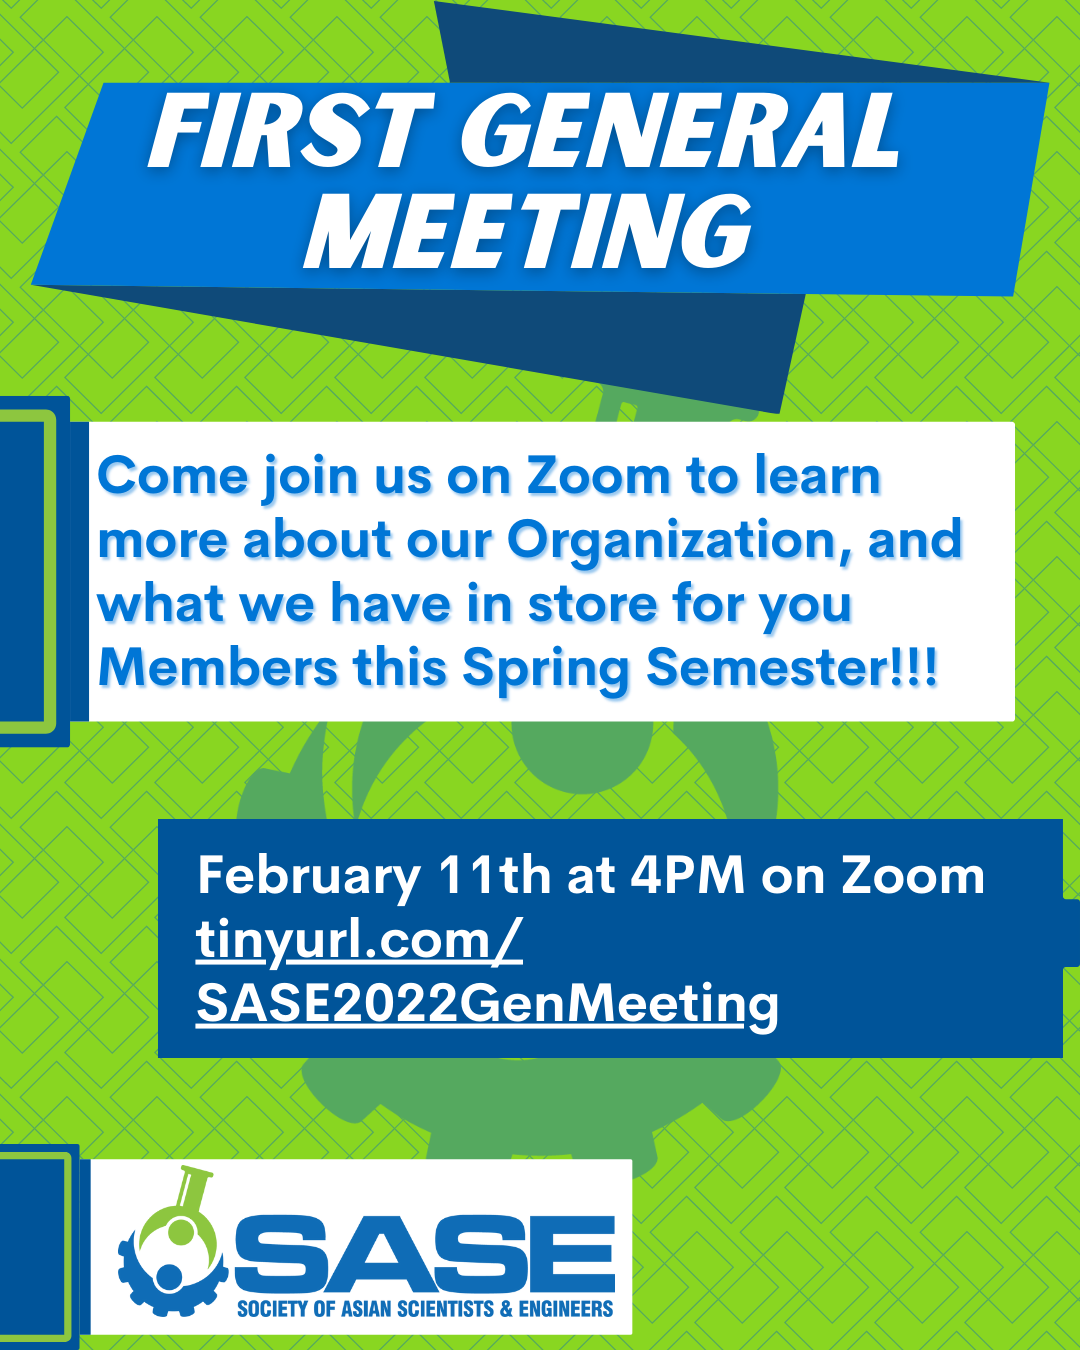 FIRST GENERAL
MEETING
Come join us on Zoom to learn
more about our Organization, and
what we have in store for you
Members this Spring Semester!!!
February 11th at 4PM on Zoom
tinyurl.com/
SASE2022GenMeeting
SASE
SOCIETY OF ASIAN SCIENTISTS & ENGINEERS